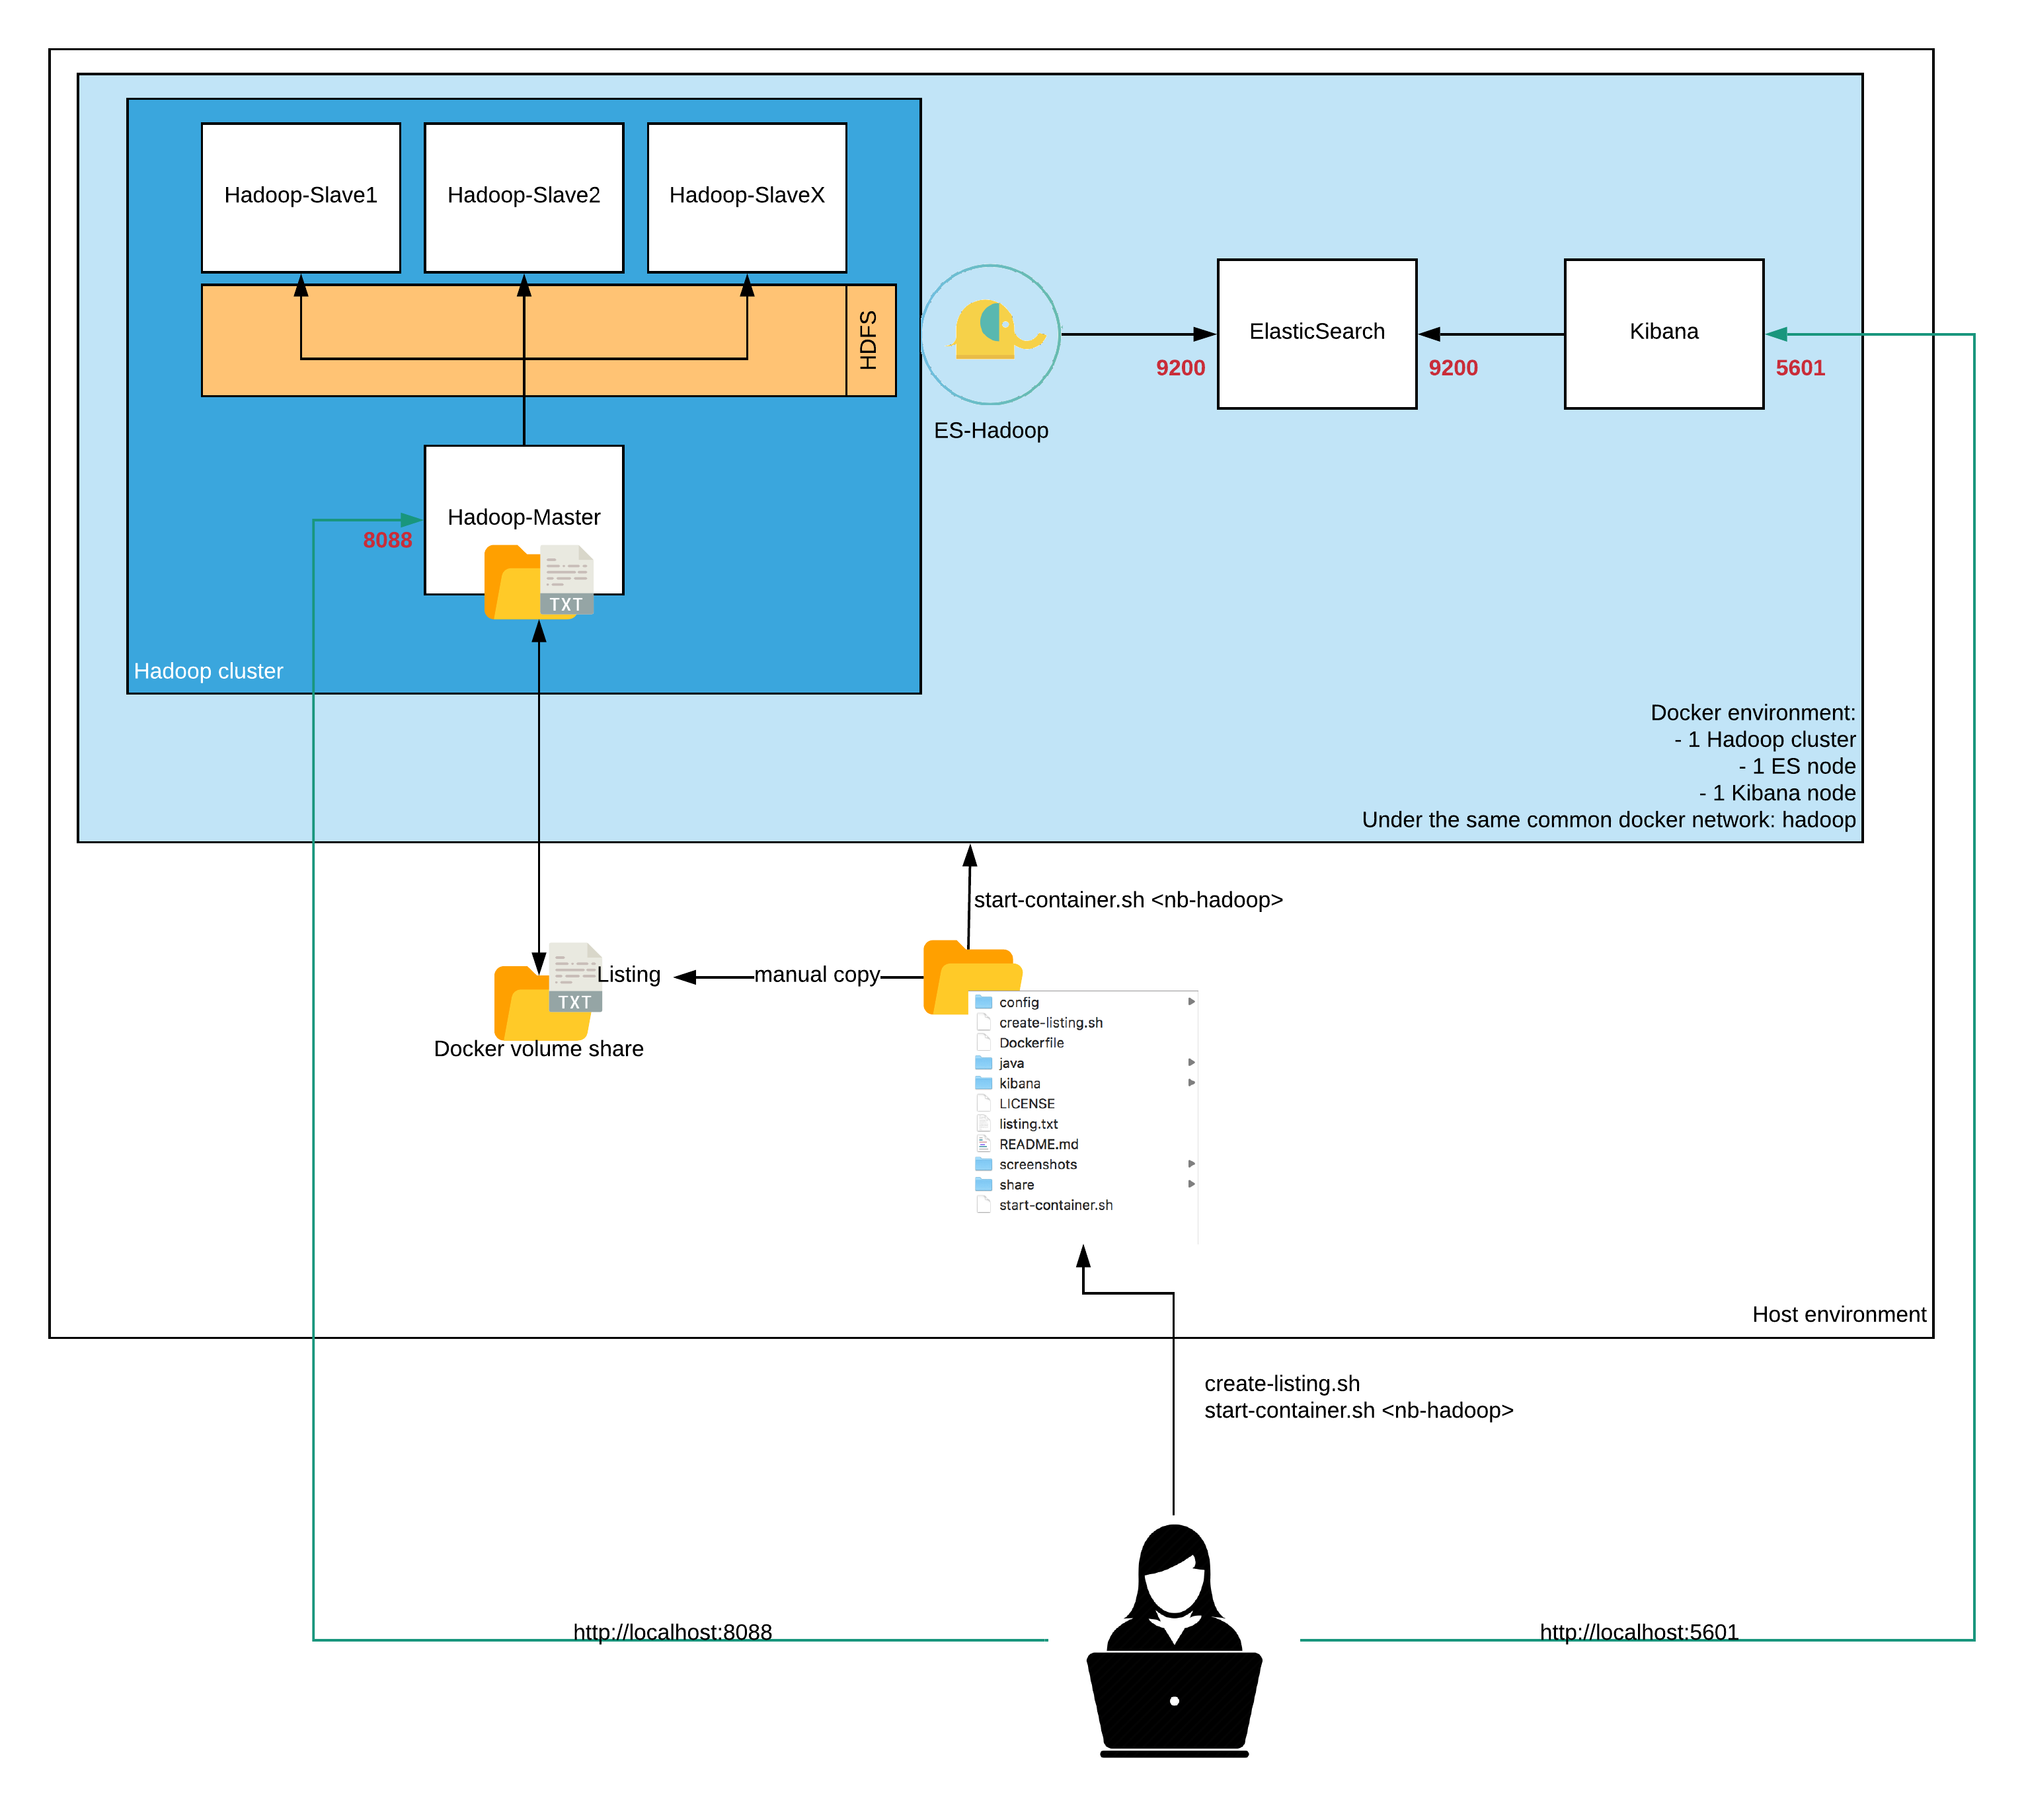 Hadoop-Slave1
Hadoop-Slave2
Hadoop-SlaveX
HDFS
ES-Hadoop
9200
ElasticSearch
9200
Kibana
5601
Hadoop-Master
8088
TXT
Hadoop cluster
Docker environment:
- 1 Hadoop cluster
- 1 ES node
- 1 Kibana node
Under the same common docker network: hadoop
start-container.sh <nb-hadoop>
TXT
Listing
manual copy
Docker volume share
config
create-listing.sh
Dockerfile
java
kibana
LICENSE
listing.txt
README.md
screenshots
share
start-container.sh
Host environment
create-listing.sh
start-container.sh <nb-hadoop>
http://localhost:8088
http://localhost:5601